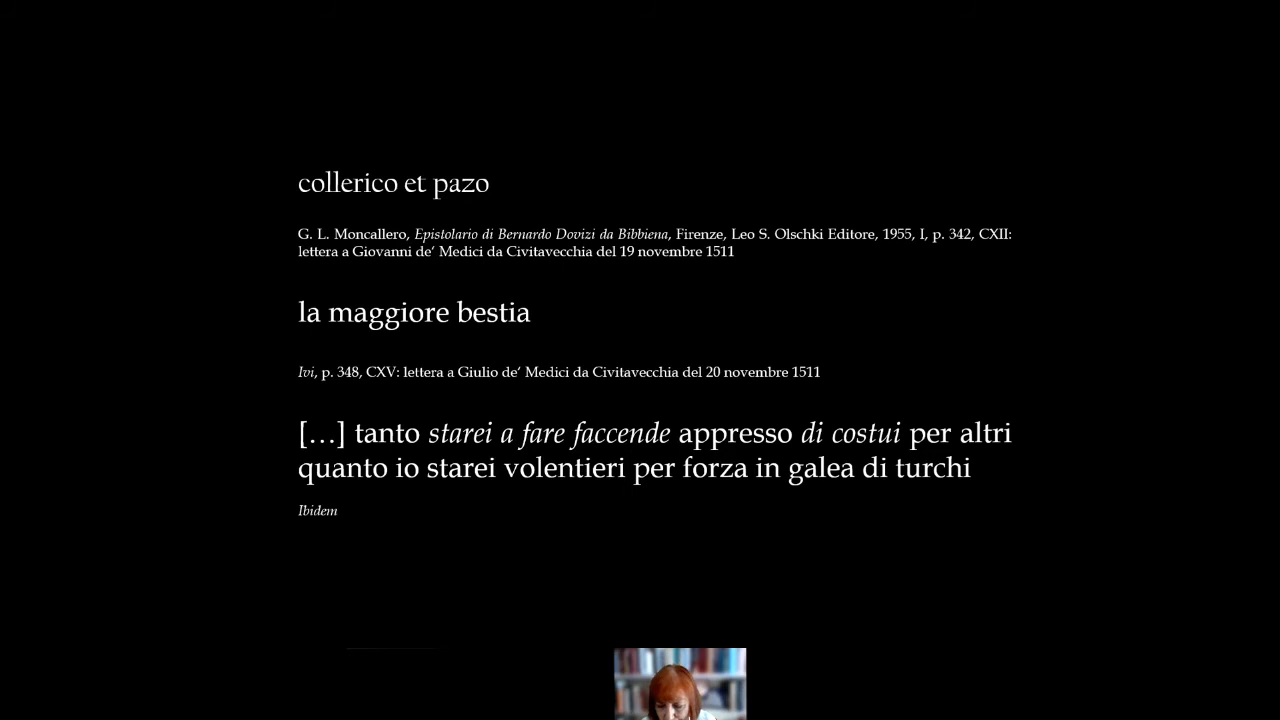 collerico et pazo
G. L. Moncallero, Epistolario di Bernardo Dovizi da Bibbiena, Firenze, Leo S. Olschki Editore, 1955, I, p. 342, CXII:
lettera a Giovanni de‘ Medici da Civitavecchia del 19 novembre 1511
la maggiore bestia
Ivi, p. 348, CXV: lettera a Giulio de‘ Medici da Civitavecchia del 20 novembre 1511
[…] tanto starei a fare faccende appresso di costui per altri
quanto io starei volentieri per forza in galea di turchi
Ibidem